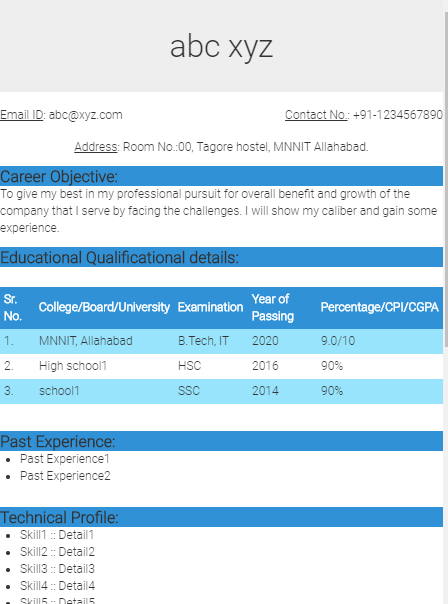 abc xyz
Email ID: abc@xyz.com Contact No.: +91-1234567890
Address: Room No.:00, Tagore hostel, MNNIT Allahabad.
Career Objective:
To give my best in my professional pursuit for overall benefit and growth of the
company that I serve by facing the challenges. I will show my caliber and gain some
experience.
Educational Qualificational details:
Sr. No. College/Board/University Examination Year of Passing Percentage/CPI/CGPA
1. MNNIT, Allahabad B.Tech, IT 2020 9.0/10
2. High school1 HSC 2016 90%
3. school1 SSC 2014 90%
Past Experience:
Past Experience1
Past Experience2
Technical Profile:
Skill1 :: Detail1
Skill2 :: Detail2
Skill3 :: Detail3
Skill4 :: Detail4
Skill5 :: Detail5